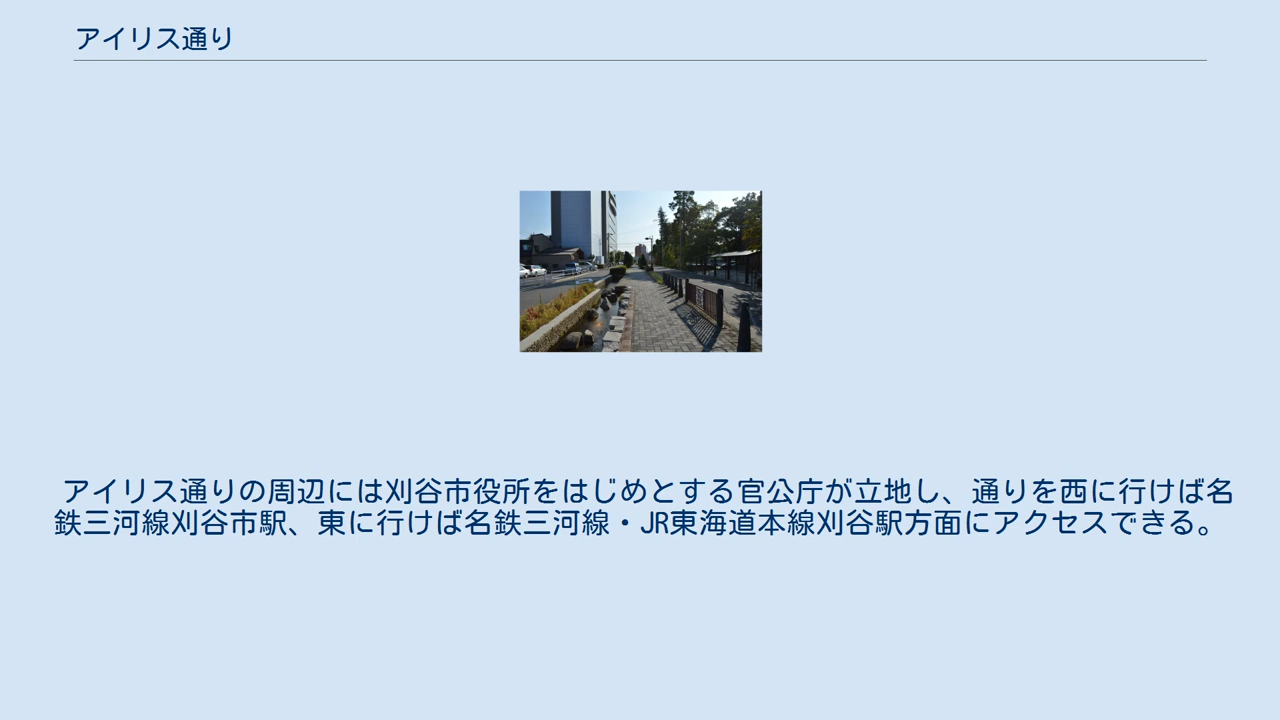 アイリス通り
アイリス通りの周辺には刈谷市役所をはじめとする官公庁が立地し、通りを西に行けば名
鉄三河線刈谷市駅、東に行けば名鉄三河線・JR東海道本線刈谷駅方面にアクセスできる。